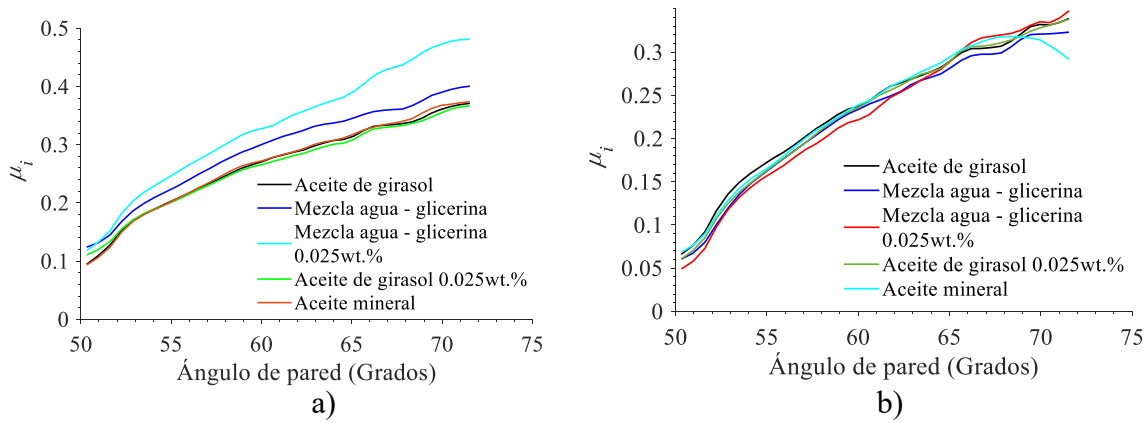 0.5
0.4
0.3
0.2
0.1
0
μi
50 55 60 65 70 75
Ángulo de pared (Grados)
Aceite de girasol
Mezcla agua - glicerina
Mezcla agua - glicerina
0.025wt.%
Aceite de girasol 0.025wt.%
Aceite mineral
a)
0.3
0.25
0.2
0.15
0.1
0.05
0
μi
50 55 60 65 70 75
Ángulo de pared (Grados)
Aceite de girasol
Mezcla agua - glicerina
Mezcla agua - glicerina
0.025wt.%
Aceite de girasol 0.025wt.%
Aceite mineral
b)